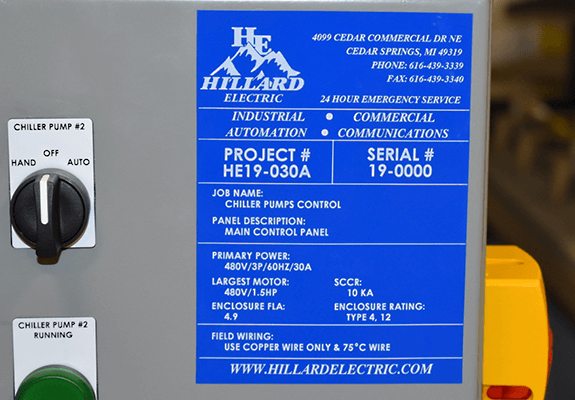 CHILLER PUMP #2
OFF
HAND AUTO
CHILLER PUMP #2
RUNNING
HE
HILLARD
ELECTRIC
4099 CEDAR COMMERCIAL DR NE
CEDAR SPRINGS, MI 49319
PHONE: 616-439-3339
FAX: 616-439-3340
24 HOUR EMERGENCY SERVICE
INDUSTRIAL • COMMERCIAL
AUTOMATION • COMMUNICATIONS
PROJECT #
HE19-030A
SERIAL #
19-0000
JOB NAME:
CHILLER PUMPS CONTROL
PANEL DESCRIPTION:
MAIN CONTROL PANEL
PRIMARY POWER:
480V/3P/60HZ/30A
LARGEST MOTOR:
480V/1.5HP
SCCR:
10 KA
ENCLOSURE FLA:
4.9
ENCLOSURE RATING:
TYPE 4, 12
FIELD WIRING:
USE COPPER WIRE ONLY & 75°C WIRE
WWW.HILLARDELECTRIC.COM